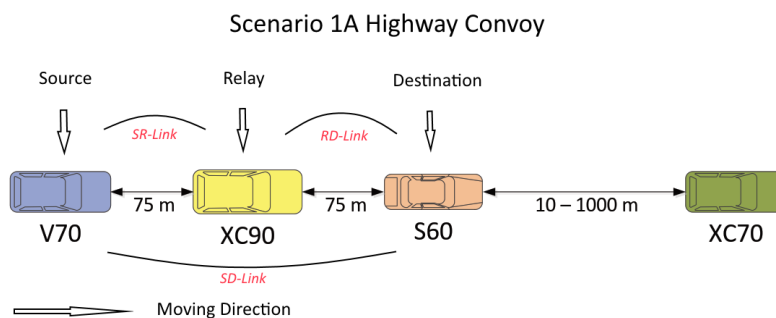 Scenario 1A Highway Convoy
Source
Relay
Destination
SR-Link
RD-Link
75 m
75 m
10 – 1000 m
V70
XC90
S60
XC70
SD-Link
Moving Direction